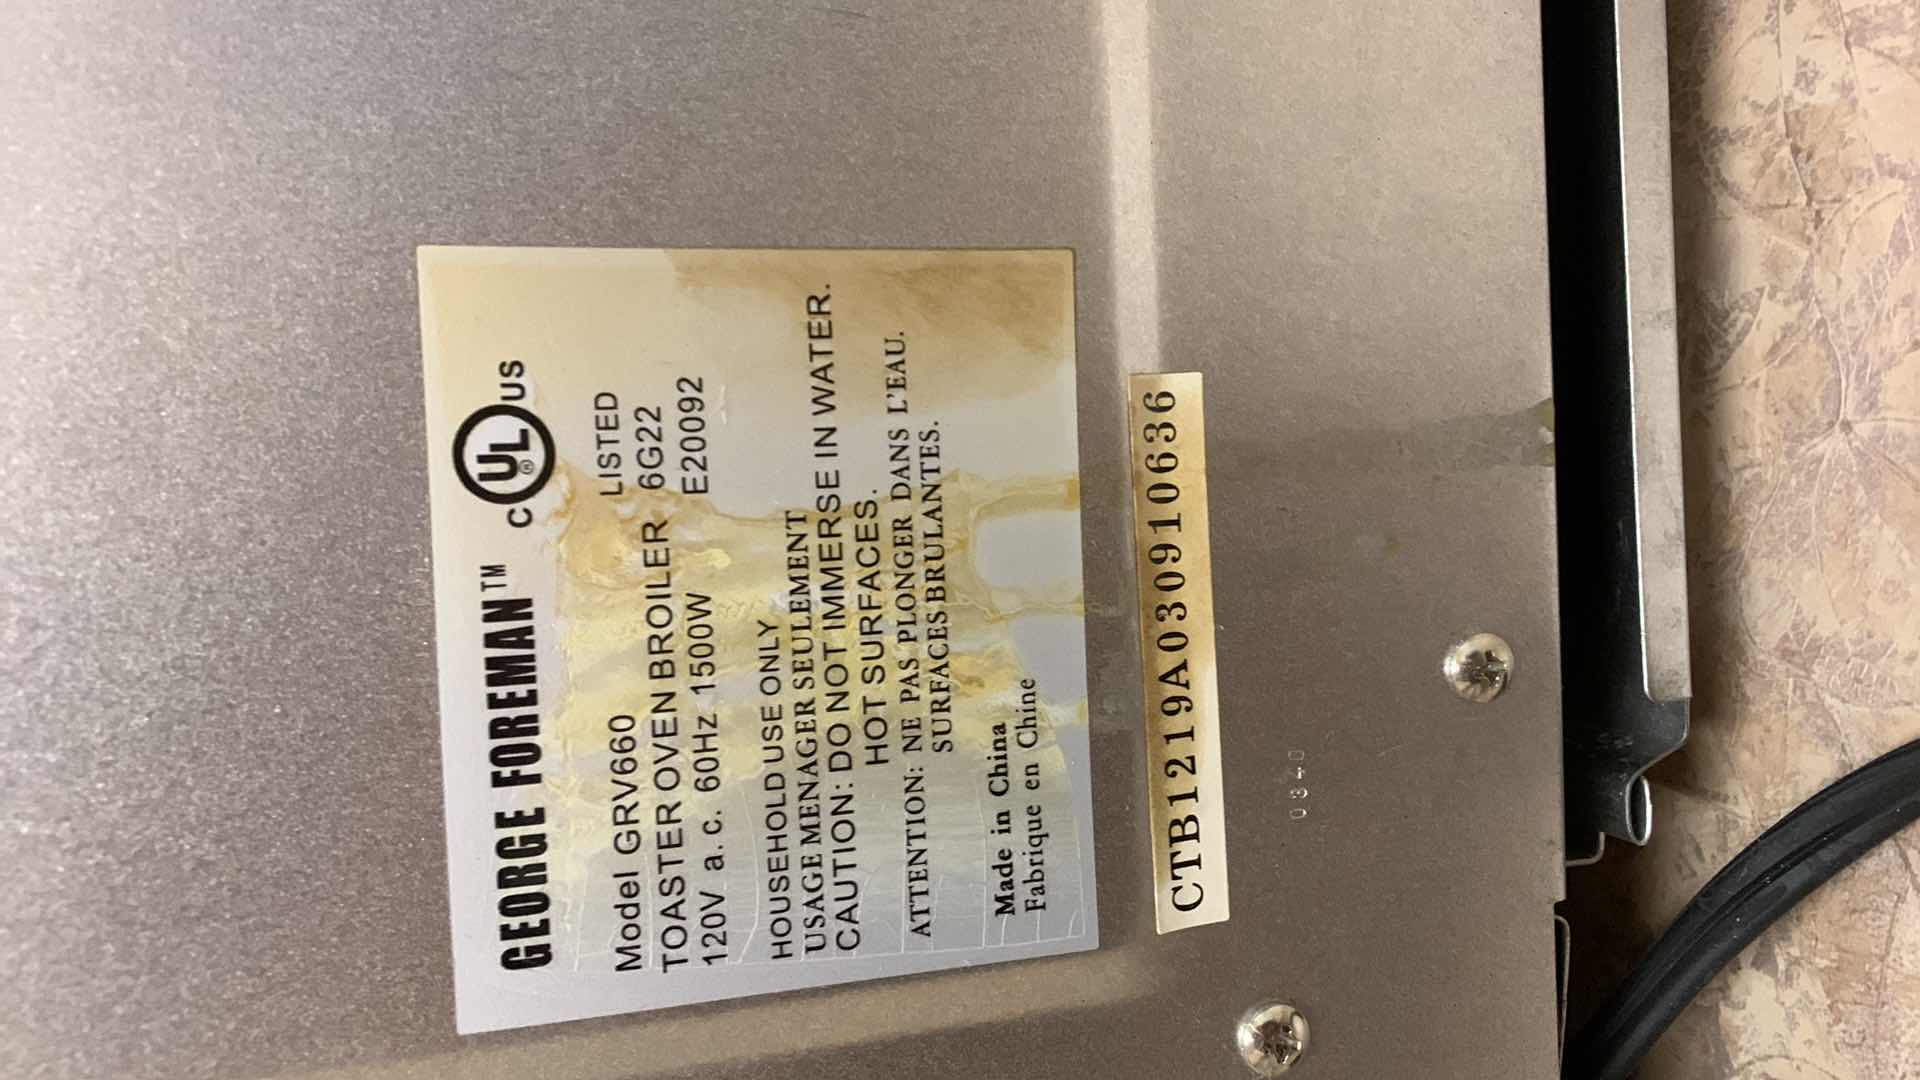 GEORGE FOREMAN™
C UL® US
Model GRV660 LISTED
TOASTER OVEN BROILER 6G22
120V a. c. 60Hz 1500W E20092
HOUSEHOLD USE ONLY
USAGE MENAGER SEULEMENT
CAUTION: DO NOT IMMERSE IN WATER.
HOT SURFACES.
ATTENTION: NE PAS PLONGER DANS L'EAU.
SURFACES BRULANTES.
Made in China
Fabrique en Chine
CTB1219A030910636
0340